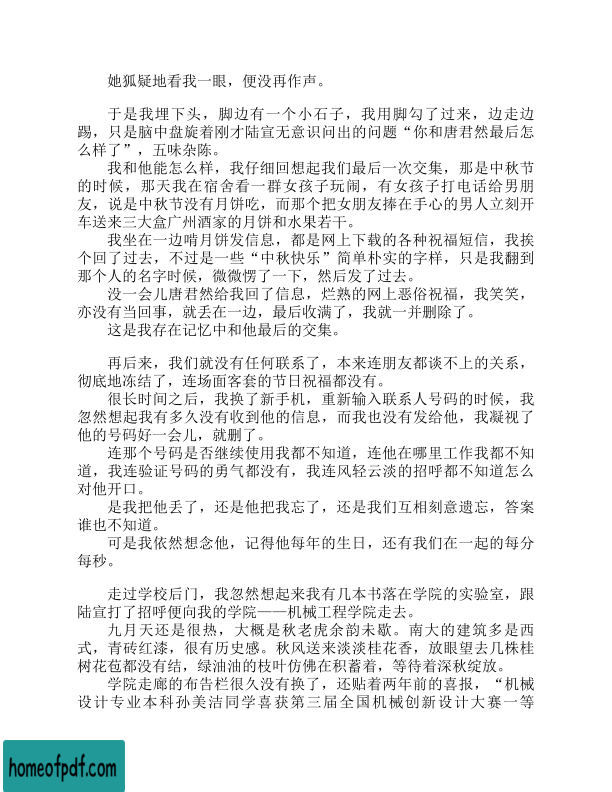 她狐疑地看我一眼，便没再作声。
于是我埋下头，脚边有一个小石子，我用脚勾了过来，边走边
踢，只是脑中盘旋着刚才陆宣无意识问出的问题“你和唐君然最后怎
么样了”，五味杂陈。
我和他能怎么样，我仔细回想起我们最后一次交集，那是中秋节
的时候，那天我在宿舍看一群女孩子玩闹，有女孩子打电话给男朋
友，说是中秋节没有月饼吃，而那个把女朋友捧在手心的男人立刻开
车送来三大盒广州酒家的月饼和水果若干。
我坐在一边啃月饼发信息，都是网上下载的各种祝福短信，我挨
个回了过去，不过是一些“中秋快乐”简单朴实的字样，只是我翻到
那个人的名字时候，微微愣了一下，然后发了过去。
没一会儿唐君然给我回了信息，烂熟的网上恶俗祝福，我笑笑，
亦没有当回事，就丢在一边，最后收满了，我就一并删除了。
这是我存在记忆中和他最后的交集。
再后来，我们就没有任何联系了，本来连朋友都谈不上的关系，
彻底地冻结了，连场面客套的节日祝福都没有。
很长时间之后，我换了新手机，重新输入联系人号码的时候，我
忽然想起我有多久没有收到他的信息，而我也没有发给他，我凝视了
他的号码好一会儿，就删了。
连那个号码是否继续使用我都不知道，连他在哪里工作我都不知
道，我连验证号码的勇气都没有，我连风轻云淡的招呼都不知道怎么
对他开口。
是我把他丢了，还是他把我忘了，还是我们互相刻意遗忘，答案
谁也不知道。
可是我依然想念他，记得他每年的生日，还有我们在一起的每分
每秒。
走过学校后门，我忽然想起来我有几本书落在学院的实验室，跟
陆宣打了招呼便向我的学院——机械工程学院走去。
九月天还是很热，大概是秋老虎余韵未歇。南大的建筑多是西
式，青砖红漆，很有历史感。秋风送来淡淡桂花香，放眼望去几株桂
树花苞都没有结，绿油油的枝叶仿佛在积蓄着，等待着深秋绽放。
学院走廊的布告栏很久没有换了，还贴着两年前的喜报，“机械
设计专业本科孙美洁同学喜获第三届全国机械创新设计大赛一等
homeofpdf.com